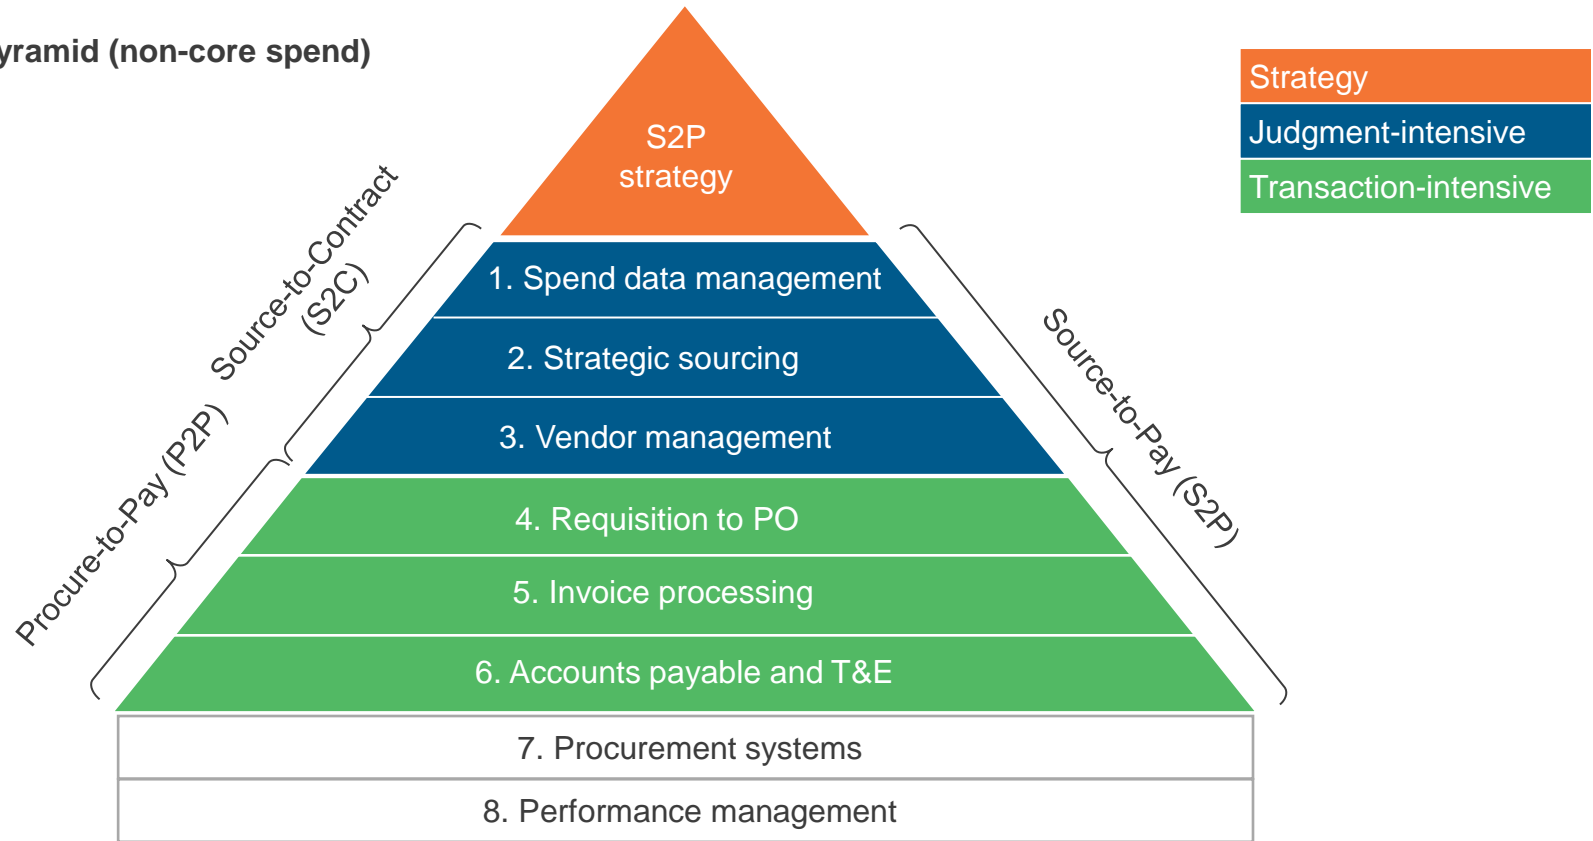 (non-core spend)
Strategy
Judgment-intensive
Transaction-intensive
S2P
strategy
Source-to-Contract
(S2C)
Procure-to-Pay (P2P)
Source-to-Pay (S2P)
1. Spend data management
2. Strategic sourcing
3. Vendor management
4. Requisition to PO
5. Invoice processing
6. Accounts payable and T&E
7. Procurement systems
8. Performance management